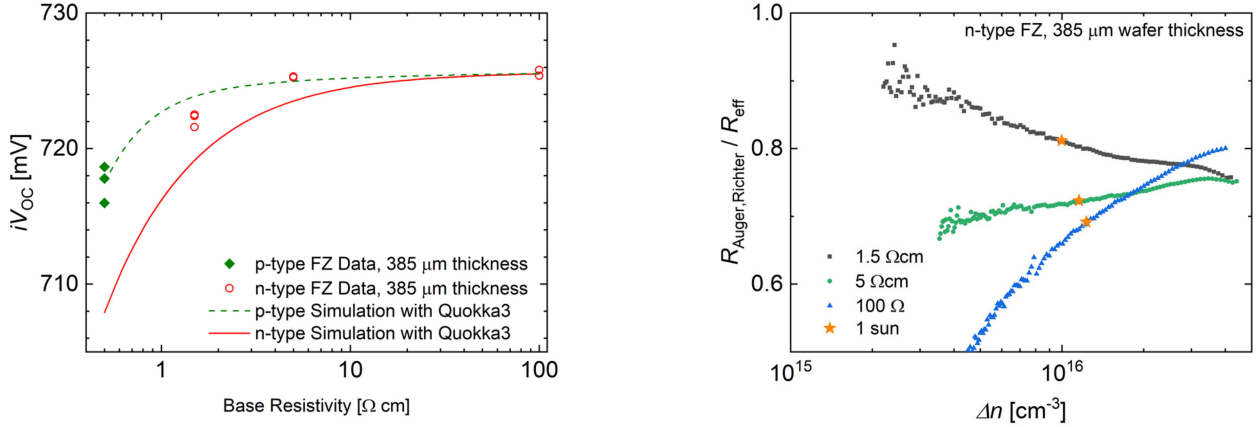 730
720
710
iV_OC [mV]
p-type FZ Data, 385 μm thickness
n-type FZ Data, 385 μm thickness
p-type Simulation with Quokka3
n-type Simulation with Quokka3
1
10
100
Base Resistivity [Ω cm]
1.0
0.8
0.6
R_Auger,Richter / R_eff
n-type FZ, 385 μm wafer thickness
1.5 Ωcm
5 Ωcm
100 Ω
1 sun
10^15
10^16
Δn [cm^-3]